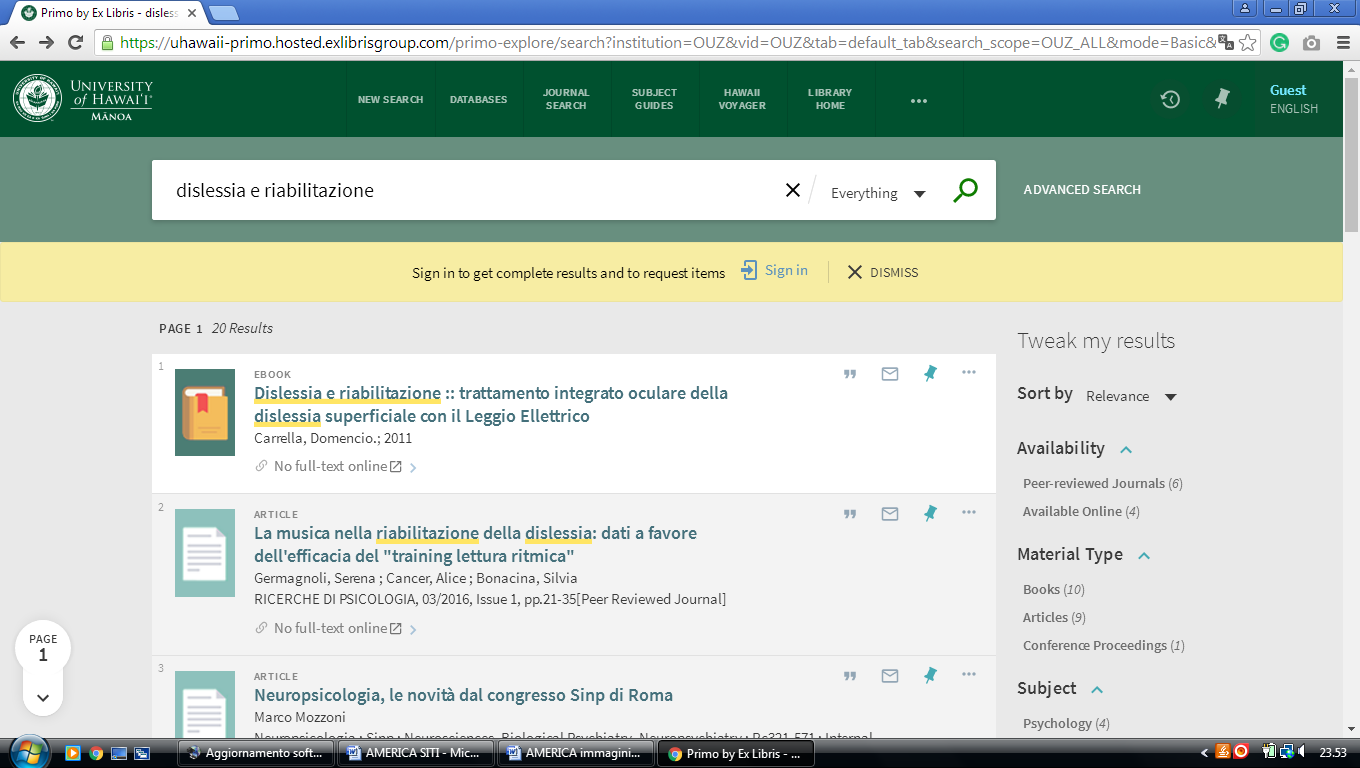 Primo by Ex Libris - disless
https://uhawaii-primo.hosted.exlibrisgroup.com/primo-explore/search?institution=OUZ&vid=OUZ&tab=default_tab&search_scope=OUZ_ALL&mode=Basic&
UNIVERSITY
of HAWAI'I®
MĀNOA
NEW SEARCH
DATABASES
JOURNAL
SEARCH
SUBJECT
GUIDES
HAWAII
VOYAGER
LIBRARY
HOME
Guest
ENGLISH
dislessia e riabilitazione
Everything
ADVANCED SEARCH
Sign in to get complete results and to request items
Sign in
DISMISS
PAGE 1 20 Results
1
EBOOK
Dislessia e riabilitazione :: trattamento integrato oculare della
dislessia superficiale con il Leggio Ellettrico
Carrella, Domencio.; 2011
No full-text online
2
ARTICLE
La musica nella riabilitazione della dislessia: dati a favore
dell'efficacia del "training lettura ritmica"
Germagnoli, Serena ; Cancer, Alice ; Bonacina, Silvia
RICERCHE DI PSICOLOGIA, 03/2016, Issue 1, pp.21-35[Peer Reviewed Journal]
No full-text online
3
ARTICLE
Neuropsicologia, le novità dal congresso Sinp di Roma
Marco Mozzoni
Neuropsicologia ; Sinp ; Neurosciences. Biological Psychiatry. Neuropsychiatry ; Rc321-571 ; Internal
Tweak my results
Sort by Relevance
Availability
Peer-reviewed Journals (6)
Available Online (4)
Material Type
Books (10)
Articles (9)
Conference Proceedings (1)
Subject
Psychology (4)
PAGE
1
Aggiornamento soft...
AMERICA SITI - Mic...
AMERICA immagini...
Primo by Ex Libris - ...
23.53